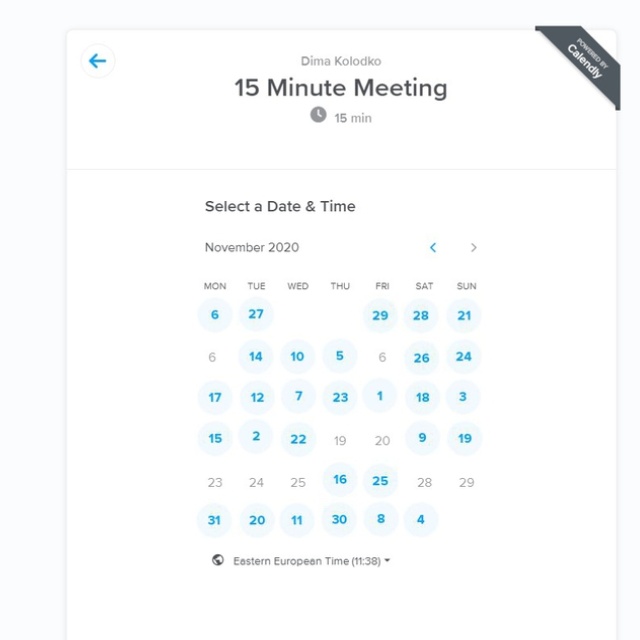 POWERED BY
Calendly
Dima Kolodko
15 Minute Meeting
15 min
Select a Date & Time
November 2020
MON TUE WED THU FRI SAT SUN
6 27 29 28 21
6 14 10 5 6 26 24
17 12 7 23 1 18 3
15 2 22 19 20 9 19
23 24 25 16 25 28 29
31 20 11 30 8 4
Eastern European Time (11:38)